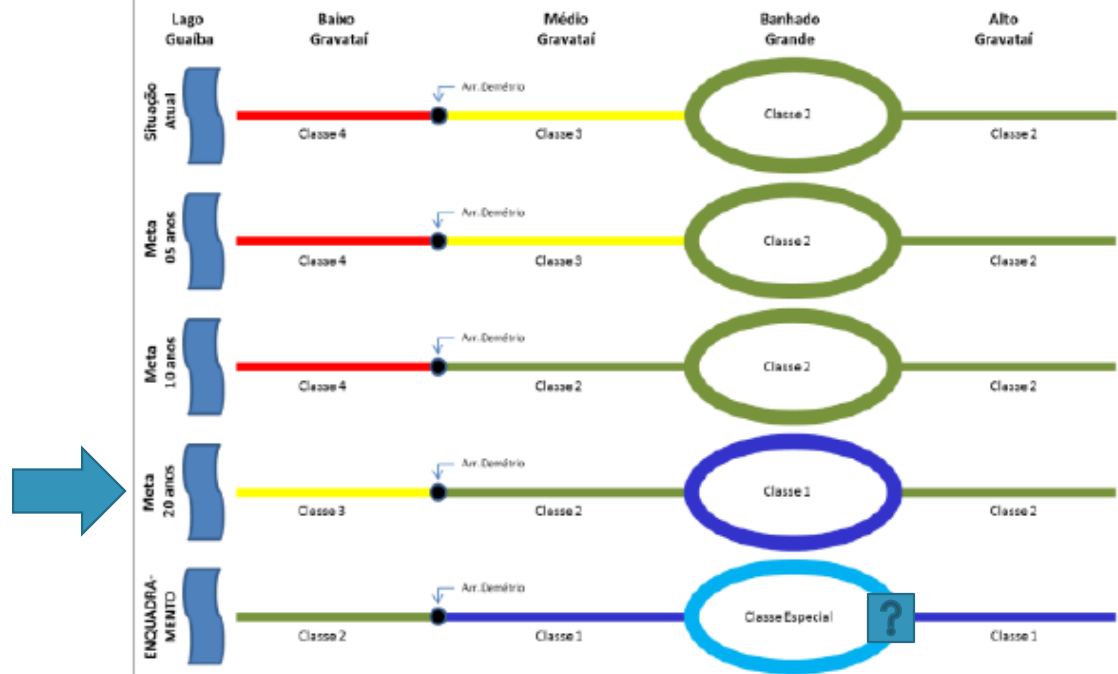 Lago
Guaíba
Baixo
Gravataí
Médio
Gravataí
Banhado
Grande
Alto
Gravataí
Situação
Atual
Arr. Demétrio
Classe 4
Classe 3
Classe 2
Classe 2
Meta
05 anos
Arr. Demétrio
Classe 4
Classe 3
Classe 2
Classe 2
Meta
10 anos
Arr. Demétrio
Classe 4
Classe 2
Classe 2
Classe 2
Meta
20 anos
Arr. Demétrio
Classe 3
Classe 2
Classe 1
Classe 2
ENQUADRA-
MENTO
Arr. Demétrio
Classe 2
Classe 1
Classe Especial
?
Classe 1